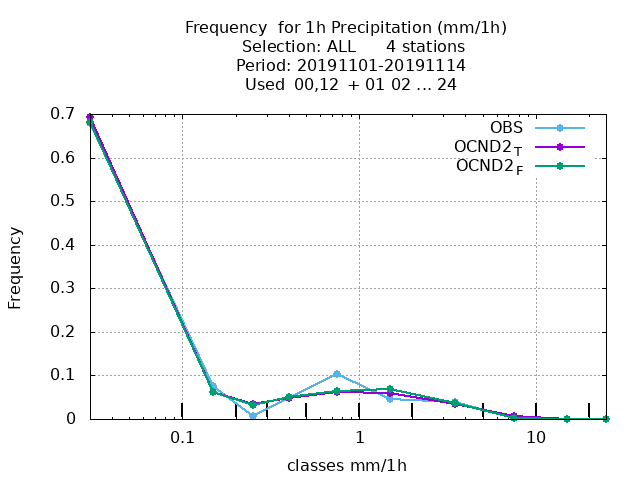 Frequency  for 1h Precipitation (mm/1h)
Selection: ALL      4 stations
Period: 20191101-20191114
Used  00,12  + 01 02 ... 24
0.7
0.6
0.5
0.4
0.3
0.2
0.1
0
Frequency
OBS
OCND2_T
OCND2_F
0.1
1
10
classes mm/1h